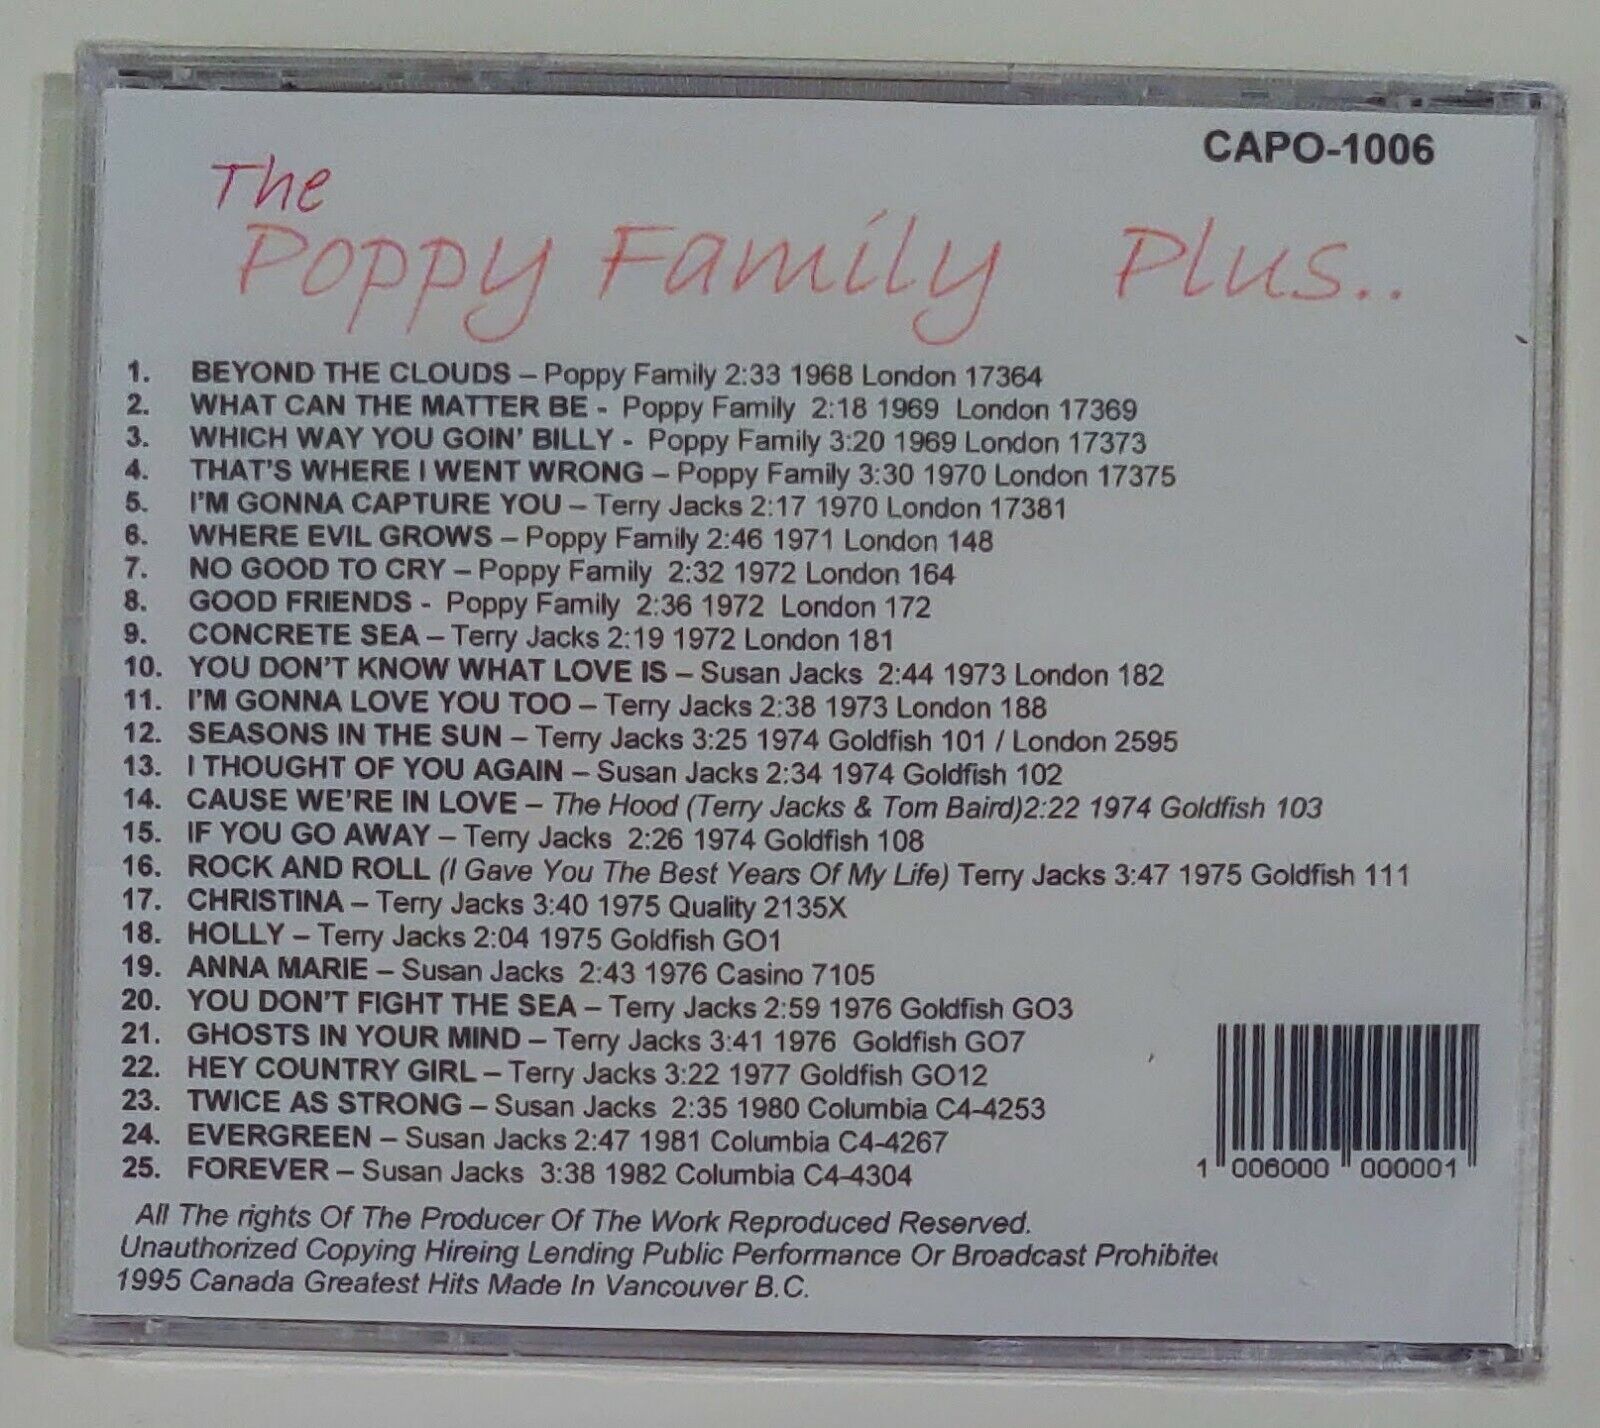 CAPO-1006
The
Poppy Family Plus..
1. BEYOND THE CLOUDS – Poppy Family 2:33 1968 London 17364
2. WHAT CAN THE MATTER BE - Poppy Family 2:18 1969 London 17369
3. WHICH WAY YOU GOIN' BILLY - Poppy Family 3:20 1969 London 17373
4. THAT'S WHERE I WENT WRONG – Poppy Family 3:30 1970 London 17375
5. I'M GONNA CAPTURE YOU – Terry Jacks 2:17 1970 London 17381
6. WHERE EVIL GROWS – Poppy Family 2:46 1971 London 148
7. NO GOOD TO CRY – Poppy Family 2:32 1972 London 164
8. GOOD FRIENDS - Poppy Family 2:36 1972 London 172
9. CONCRETE SEA – Terry Jacks 2:19 1972 London 181
10. YOU DON'T KNOW WHAT LOVE IS – Susan Jacks 2:44 1973 London 182
11. I'M GONNA LOVE YOU TOO – Terry Jacks 2:38 1973 London 188
12. SEASONS IN THE SUN – Terry Jacks 3:25 1974 Goldfish 101 / London 2595
13. I THOUGHT OF YOU AGAIN – Susan Jacks 2:34 1974 Goldfish 102
14. CAUSE WE'RE IN LOVE – The Hood (Terry Jacks & Tom Baird)2:22 1974 Goldfish 103
15. IF YOU GO AWAY – Terry Jacks 2:26 1974 Goldfish 108
16. ROCK AND ROLL (I Gave You The Best Years Of My Life) Terry Jacks 3:47 1975 Goldfish 111
17. CHRISTINA – Terry Jacks 3:40 1975 Quality 2135X
18. HOLLY – Terry Jacks 2:04 1975 Goldfish GO1
19. ANNA MARIE – Susan Jacks 2:43 1976 Casino 7105
20. YOU DON'T FIGHT THE SEA – Terry Jacks 2:59 1976 Goldfish GO3
21. GHOSTS IN YOUR MIND – Terry Jacks 3:41 1976 Goldfish GO7
22. HEY COUNTRY GIRL – Terry Jacks 3:22 1977 Goldfish GO12
23. TWICE AS STRONG – Susan Jacks 2:35 1980 Columbia C4-4253
24. EVERGREEN – Susan Jacks 2:47 1981 Columbia C4-4267
25. FOREVER – Susan Jacks 3:38 1982 Columbia C4-4304
1 006000 000001
All The rights Of The Producer Of The Work Reproduced Reserved.
Unauthorized Copying Hireing Lending Public Performance Or Broadcast Prohibite
1995 Canada Greatest Hits Made In Vancouver B.C.